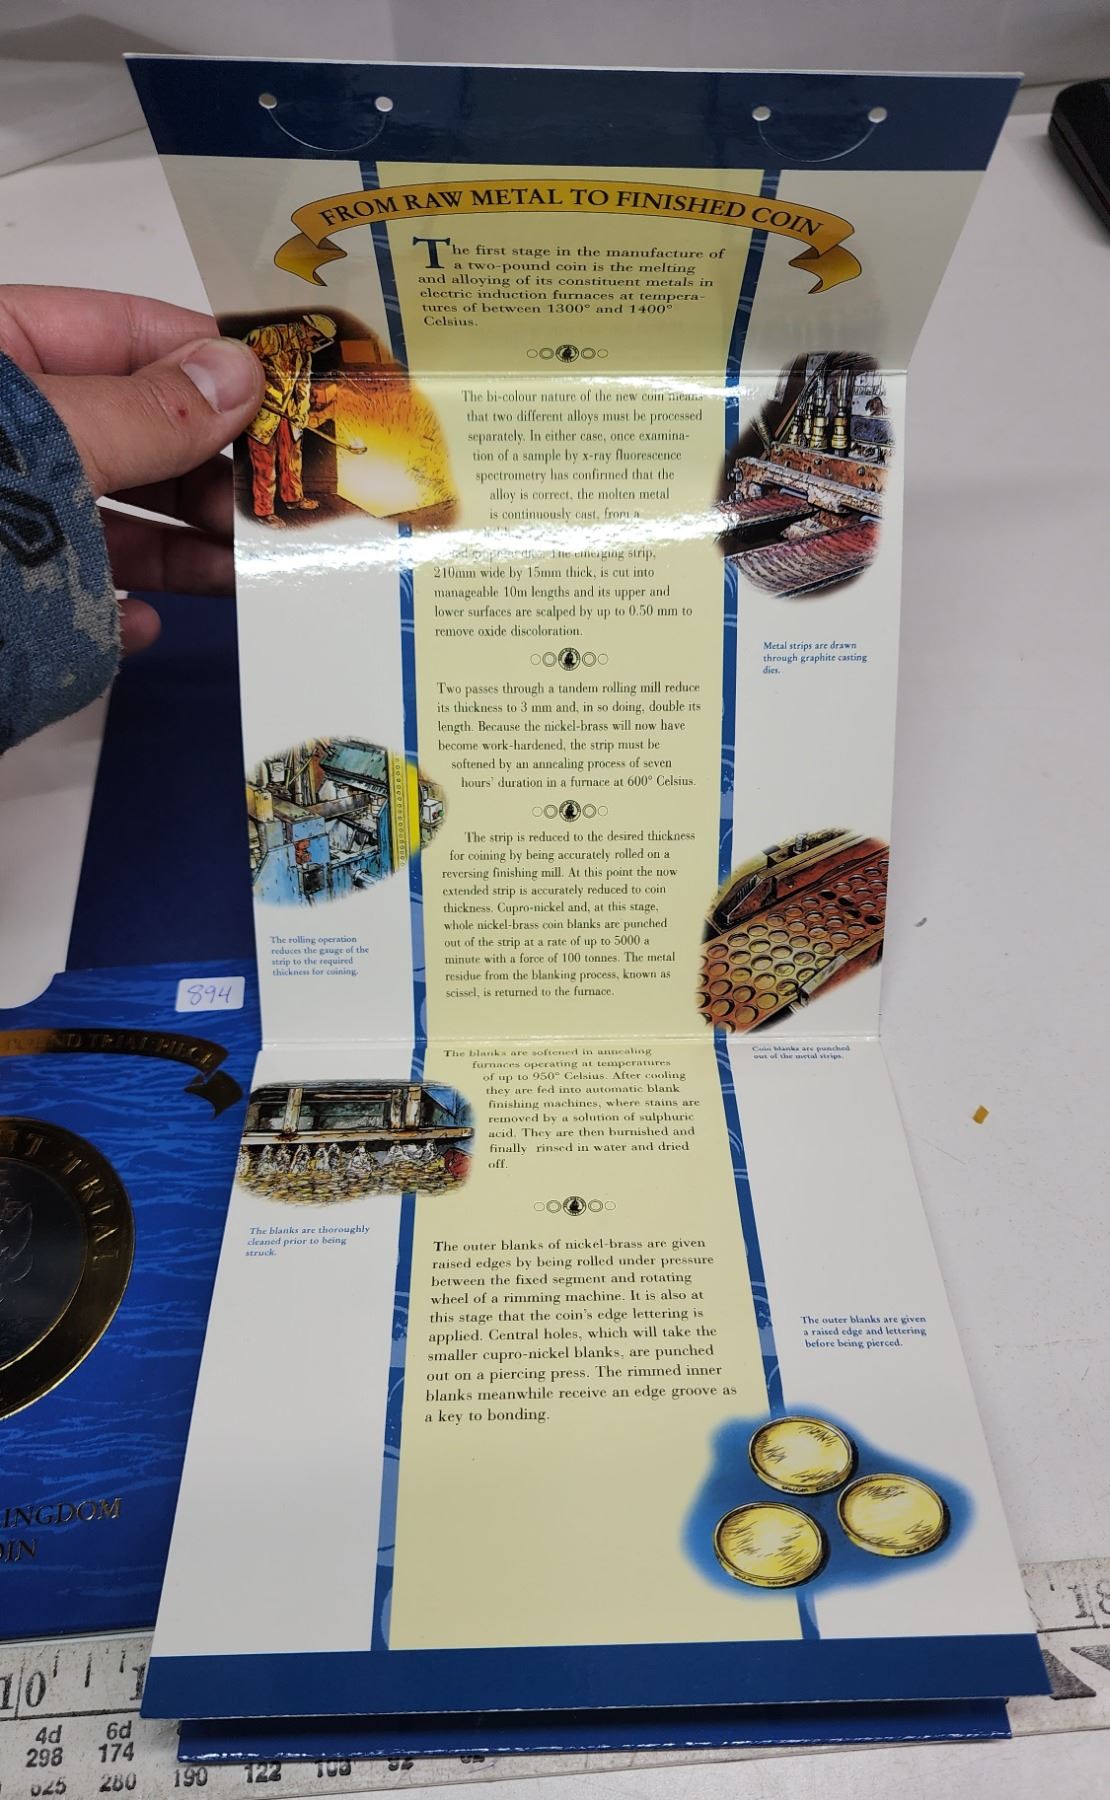 FROM RAW METAL TO FINISHED COIN
The first stage in the manufacture of
a two-pound coin is the melting
and alloying of its constituent metals in
electric induction furnaces at tempera-
tures of between 1300° and 1400°
Celsius.
The bi-colour nature of the new coin means
that two different alloys must be processed
separately. In either case, once examina-
tion of a sample by x-ray fluorescence
spectrometry has confirmed that the
alloy is correct, the molten metal
is continuously cast, from a
The emerging strip,
210mm wide by 15mm thick, is cut into
manageable 10m lengths and its upper and
lower surfaces are scalped by up to 0.50 mm to
remove oxide discoloration.
Metal strips are drawn
through graphite casting
dies.
Two passes through a tandem rolling mill reduce
its thickness to 3 mm and, in so doing, double its
length. Because the nickel-brass will now have
become work-hardened, the strip must be
softened by an annealing process of seven
hours' duration in a furnace at 600° Celsius.
The strip is reduced to the desired thickness
for coining by being accurately rolled on a
reversing finishing mill. At this point the now
extended strip is accurately reduced to coin
thickness. Cupro-nickel and, at this stage,
whole nickel-brass coin blanks are punched
out of the strip at a rate of up to 5000 a
minute with a force of 100 tonnes. The metal
residue from the blanking process, known as
scissel, is returned to the furnace.
The rolling operation
reduces the gauge of the
strip to the required
thickness for coining.
Coin blanks are punched
out of the metal strips.
The blanks are softened in annealing
furnaces operating at temperatures
of up to 950° Celsius. After cooling
they are fed into automatic blank
finishing machines, where stains are
removed by a solution of sulphuric
acid. They are then burnished and
finally rinsed in water and dried
off.
The blanks are thoroughly
cleaned prior to being
struck.
The outer blanks of nickel-brass are given
raised edges by being rolled under pressure
between the fixed segment and rotating
wheel of a rimming machine. It is also at
this stage that the coin's edge lettering is
applied. Central holes, which will take the
smaller cupro-nickel blanks, are punched
out on a piercing press. The rimmed inner
blanks meanwhile receive an edge groove as
a key to bonding.
The outer blanks are given
a raised edge and lettering
before being pierced.
894
POUND TRIAL PIECE
TRIAL
INGDOM
OIN
10
18
4d 6d
298 174
625 280 190 122 108 92